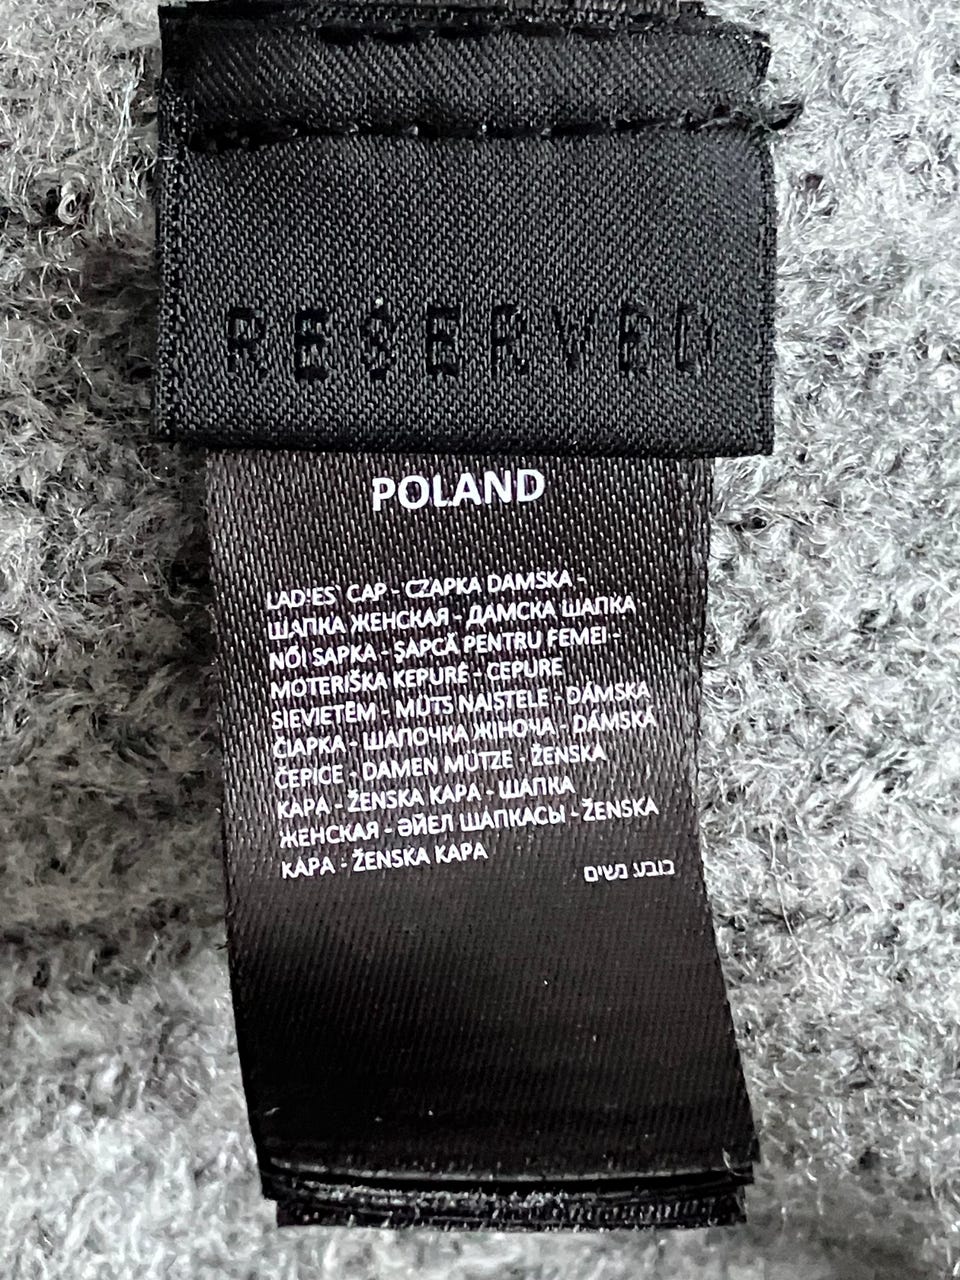 RESERVED
POLAND
LADIES' CAP - CZAPKA DAMSKA -
ШАПКА ЖЕНСКАЯ - ДАМСКА ШАПКА
NŐI SAPKA - ŞAPCĂ PENTRU FEMEI -
MOTERIŠKA KEPURĖ - CEPURE
SIEVIETĒM - MÜTS NAISTELE - DÁMSKA
ČIAPKA - ШАПОЧКА ЖІНОЧА - DÁMSKÁ
ČEPICE - DAMEN MÜTZE - ŽENSKA
KAPA - ŽENSKA KAPA - ШАПКА
ЖЕНСКАЯ - ӘЙЕЛ ШАПКАСЫ - ŽENSKA
KAPA - ŽENSKA KAPA
כובע נשים